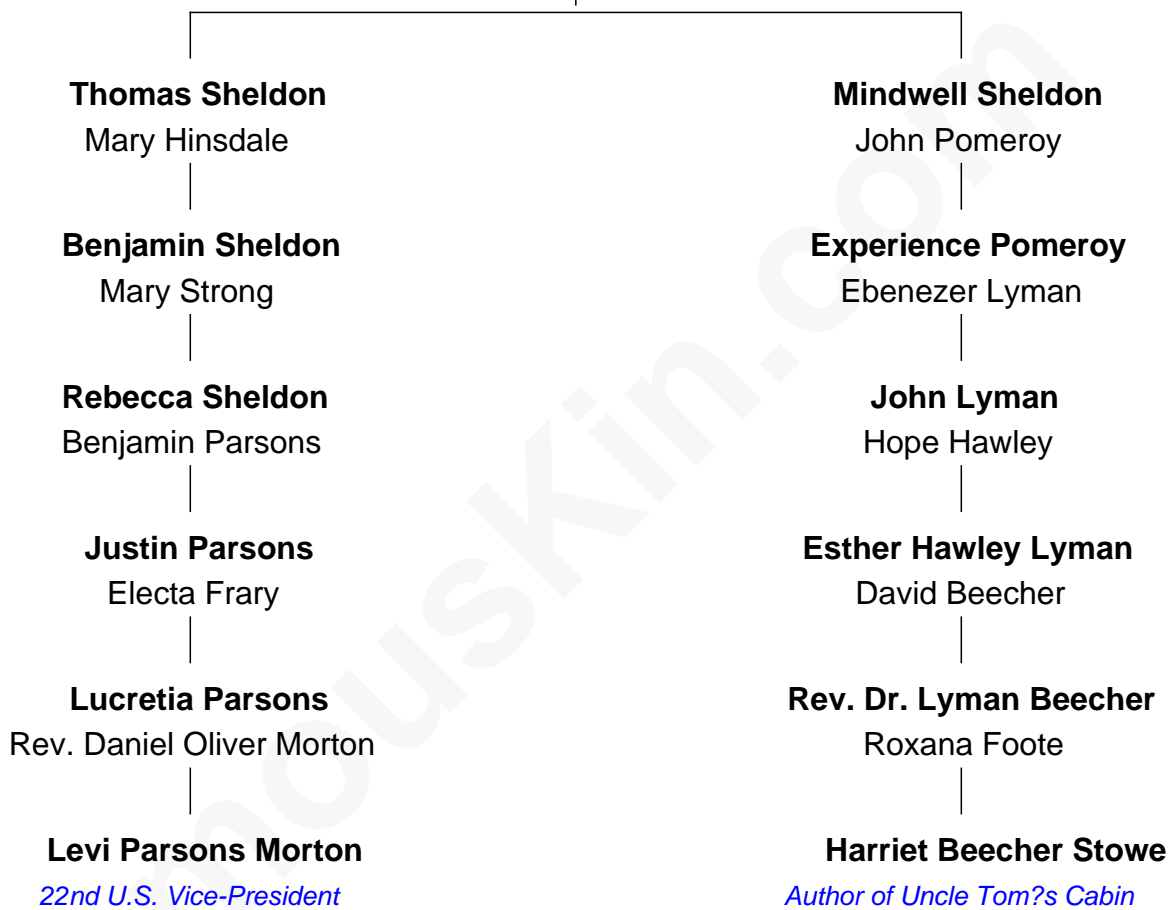 Thomas Sheldon
Mary Hinsdale
Benjamin Sheldon
Mary Strong
Rebecca Sheldon
Benjamin Parsons
Justin Parsons
Electa Frary
Lucretia Parsons
Rev. Daniel Oliver Morton
Levi Parsons Morton
22nd U.S. Vice-President
Mindwell Sheldon
John Pomeroy
Experience Pomeroy
Ebenezer Lyman
John Lyman
Hope Hawley
Esther Hawley Lyman
David Beecher
Rev. Dr. Lyman Beecher
Roxana Foote
Harriet Beecher Stowe
Author of Uncle Tom?s Cabin
mousKin.com